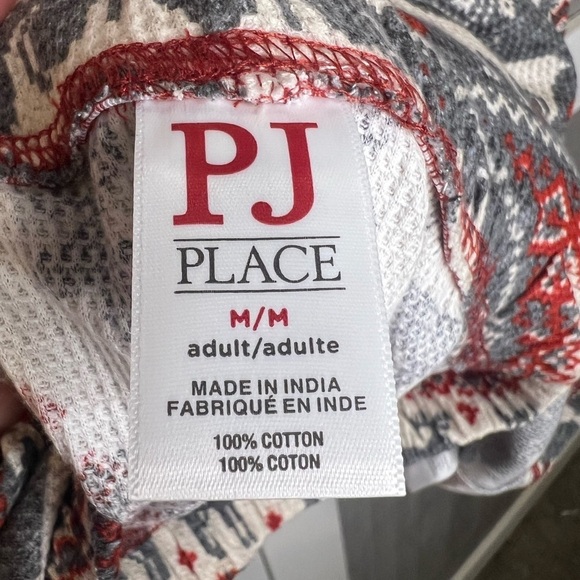 PJ
PLACE
M/M
adult/adulte
MADE IN INDIA
FABRIQUÉ EN INDE
100% COTTON
100% COTON